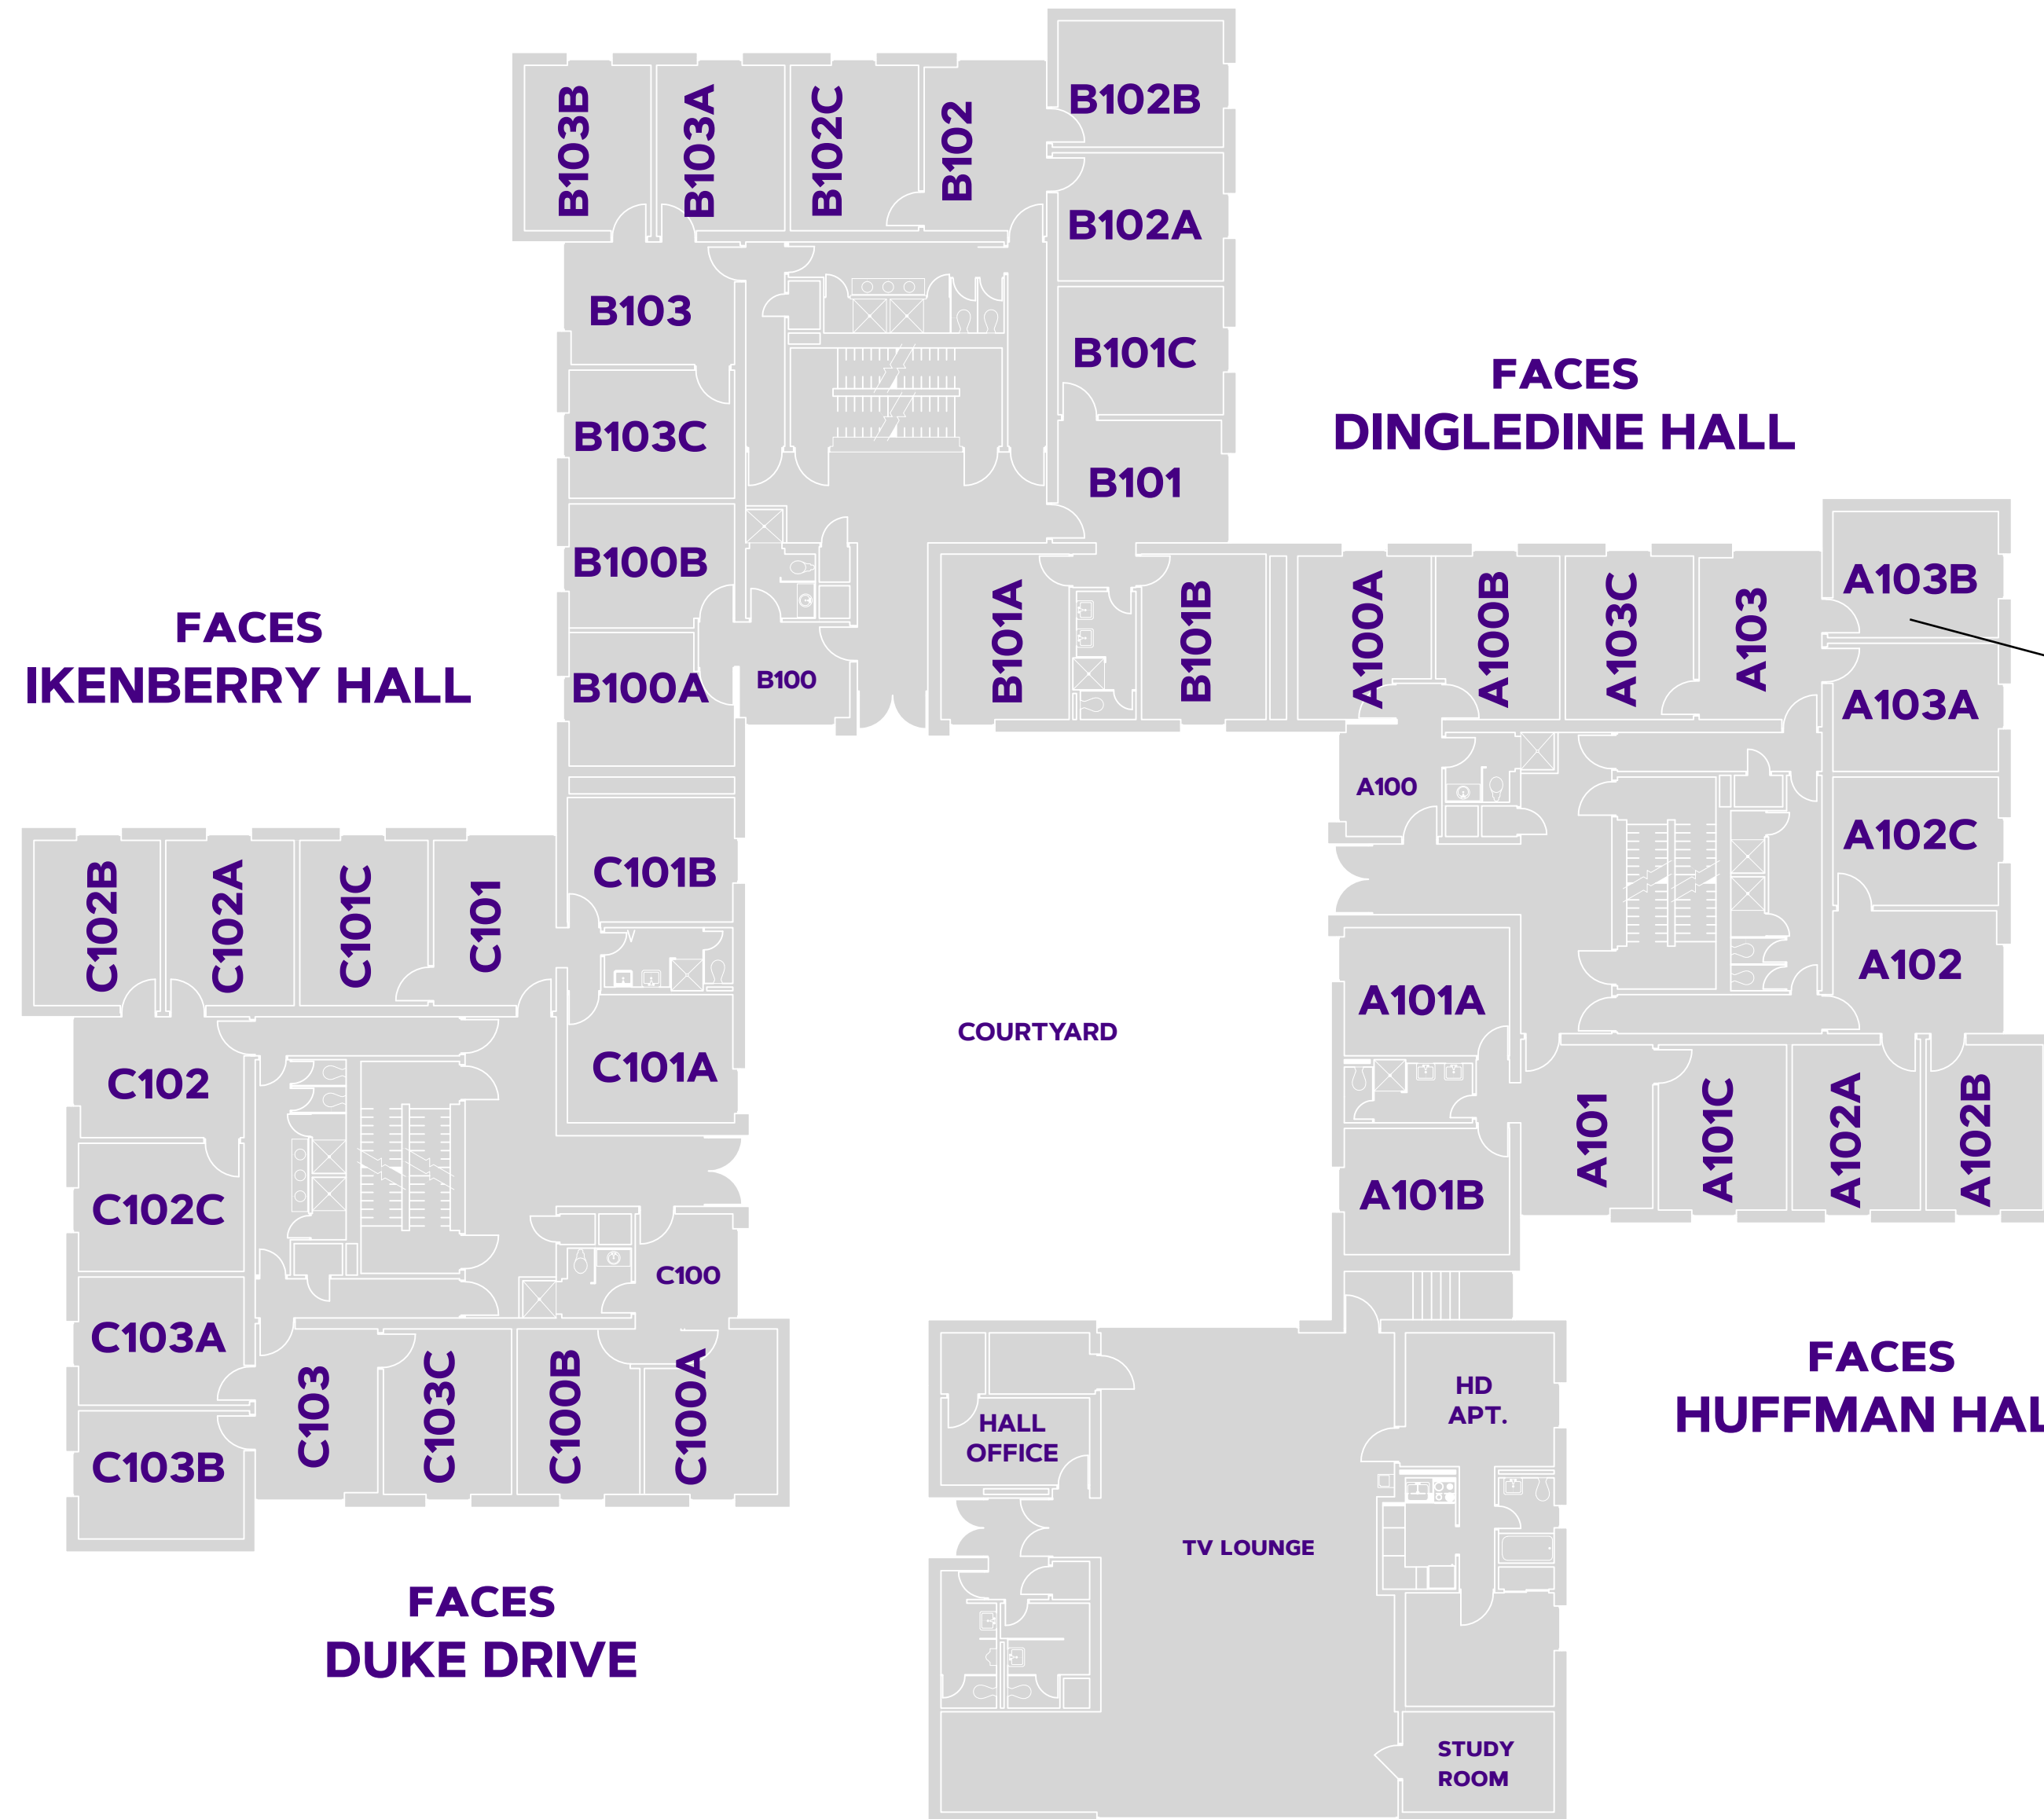 B103B
B103A
B102C
B102
B102B
B102A
B103
B101C
B103C
B101
B100B
B100A
B100
B101A
B101B
FACES
DINGLEDINE HALL
FACES
IKENBERRY HALL
A100A
A100B
A103C
A103
A103B
A103A
A100
A102C
A102
C102B
C102A
C101C
C101
C101B
C101A
COURTYARD
A101A
A101B
A101
A101C
A102A
A102B
C102
C102C
C103A
C103B
C103
C103C
C100B
C100A
C100
FACES
HUFFMAN HAL
HD
APT.
HALL
OFFICE
TV LOUNGE
FACES
DUKE DRIVE
STUDY
ROOM